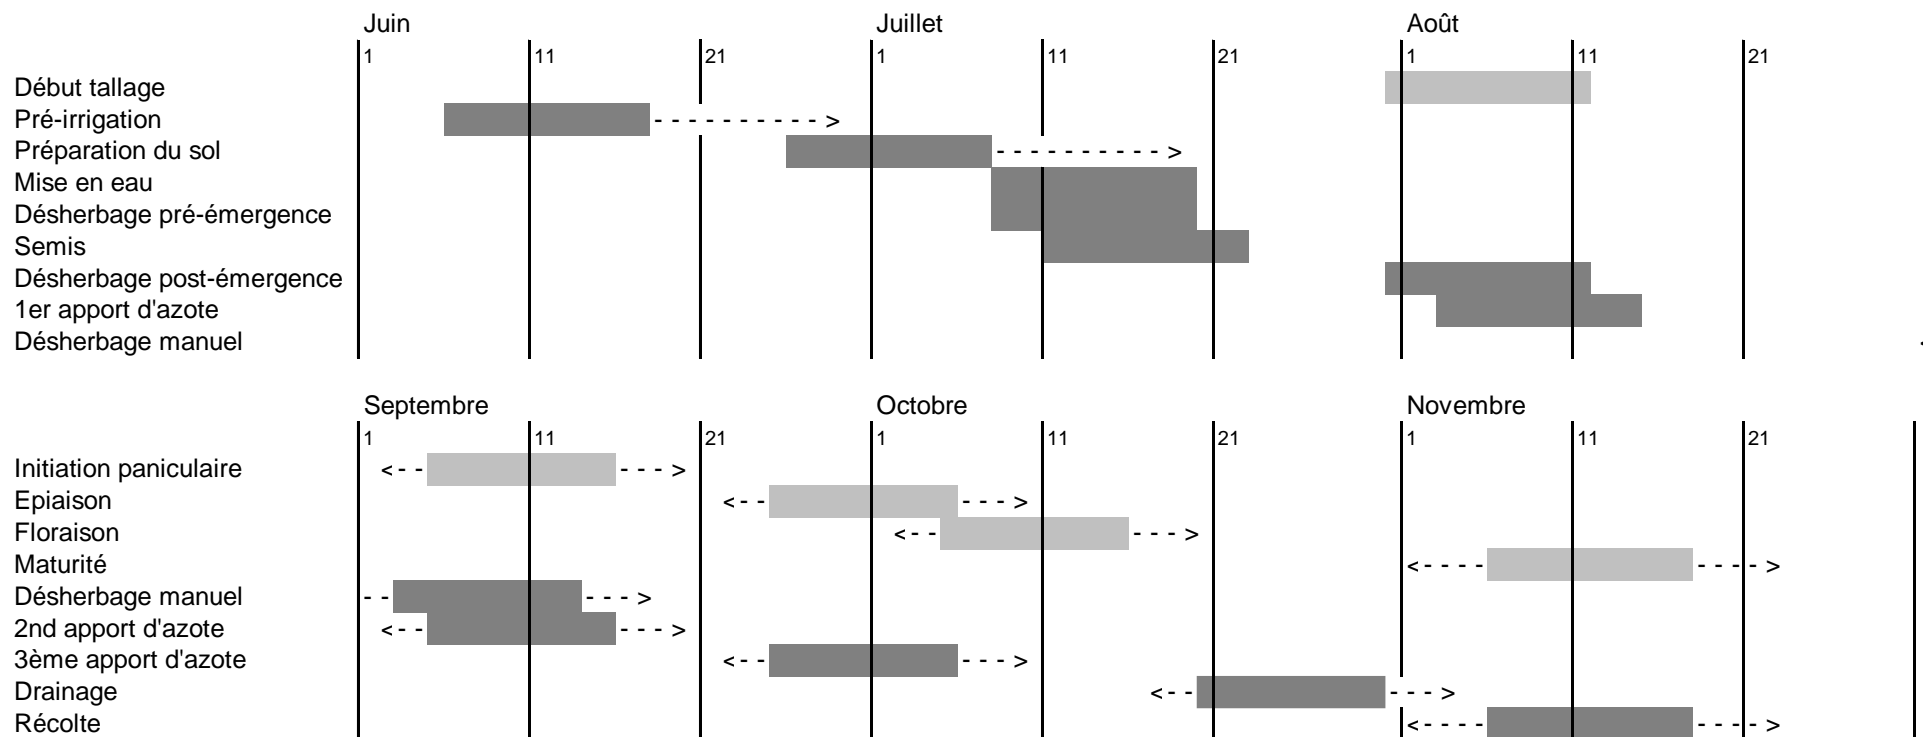 Juin Juillet Août
1 11 21 1 11 21 1 11 21
Début tallage
Pré-irrigation
Préparation du sol
Mise en eau
Désherbage pré-émergence
Semis
Désherbage post-émergence
1er apport d'azote
Désherbage manuel
Septembre Octobre Novembre
1 11 21 1 11 21 1 11 21
Initiation paniculaire
Epiaison
Floraison
Maturité
Désherbage manuel
2nd apport d'azote
3ème apport d'azote
Drainage
Récolte